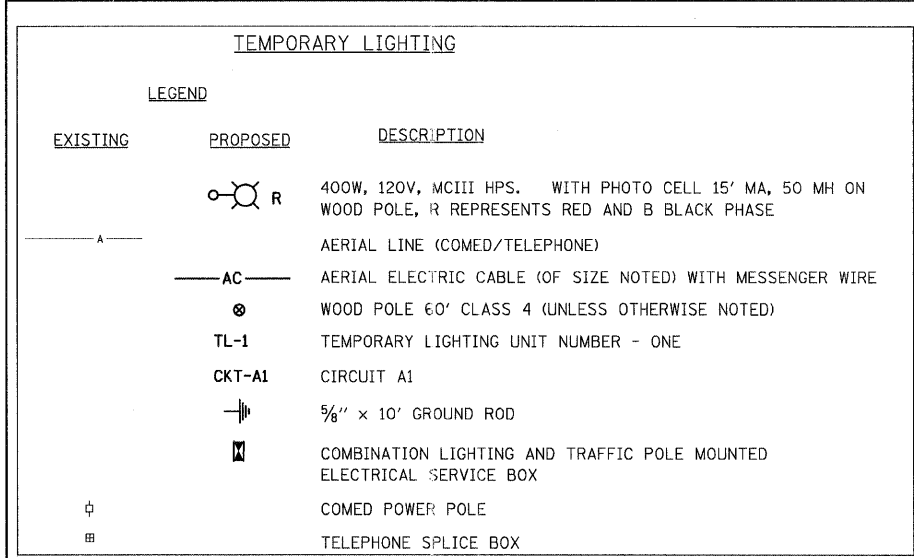 TEMPORARY LIGHTING
LEGEND
EXISTING PROPOSED DESCRIPTION
R 400W, 120V, MCIII HPS. WITH PHOTO CELL 15' MA, 50 MH ON
WOOD POLE, R REPRESENTS RED AND B BLACK PHASE
A AERIAL LINE (COMED/TELEPHONE)
AC AERIAL ELECTRIC CABLE (OF SIZE NOTED) WITH MESSENGER WIRE
WOOD POLE 60' CLASS 4 (UNLESS OTHERWISE NOTED)
TL-1 TEMPORARY LIGHTING UNIT NUMBER - ONE
CKT-A1 CIRCUIT A1
5/8'' x 10' GROUND ROD
COMBINATION LIGHTING AND TRAFFIC POLE MOUNTED
ELECTRICAL SERVICE BOX
COMED POWER POLE
TELEPHONE SPLICE BOX